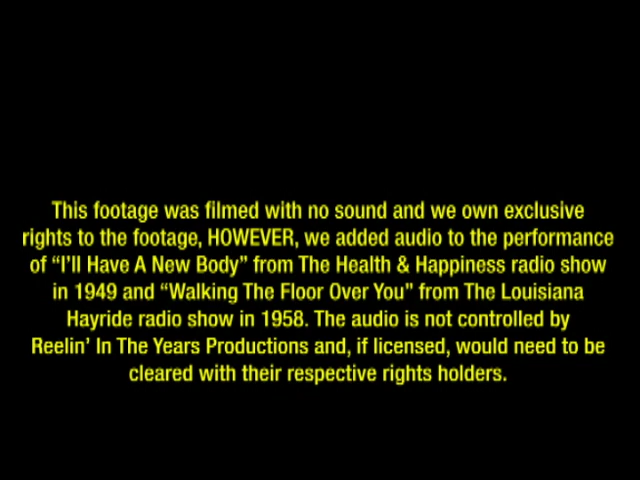 This footage was filmed with no sound and we own exclusive
rights to the footage, HOWEVER, we added audio to the performance
of “I’ll Have A New Body” from The Health & Happiness radio show
in 1949 and “Walking The Floor Over You” from The Louisiana
Hayride radio show in 1958. The audio is not controlled by
Reelin’ In The Years Productions and, if licensed, would need to be
cleared with their respective rights holders.